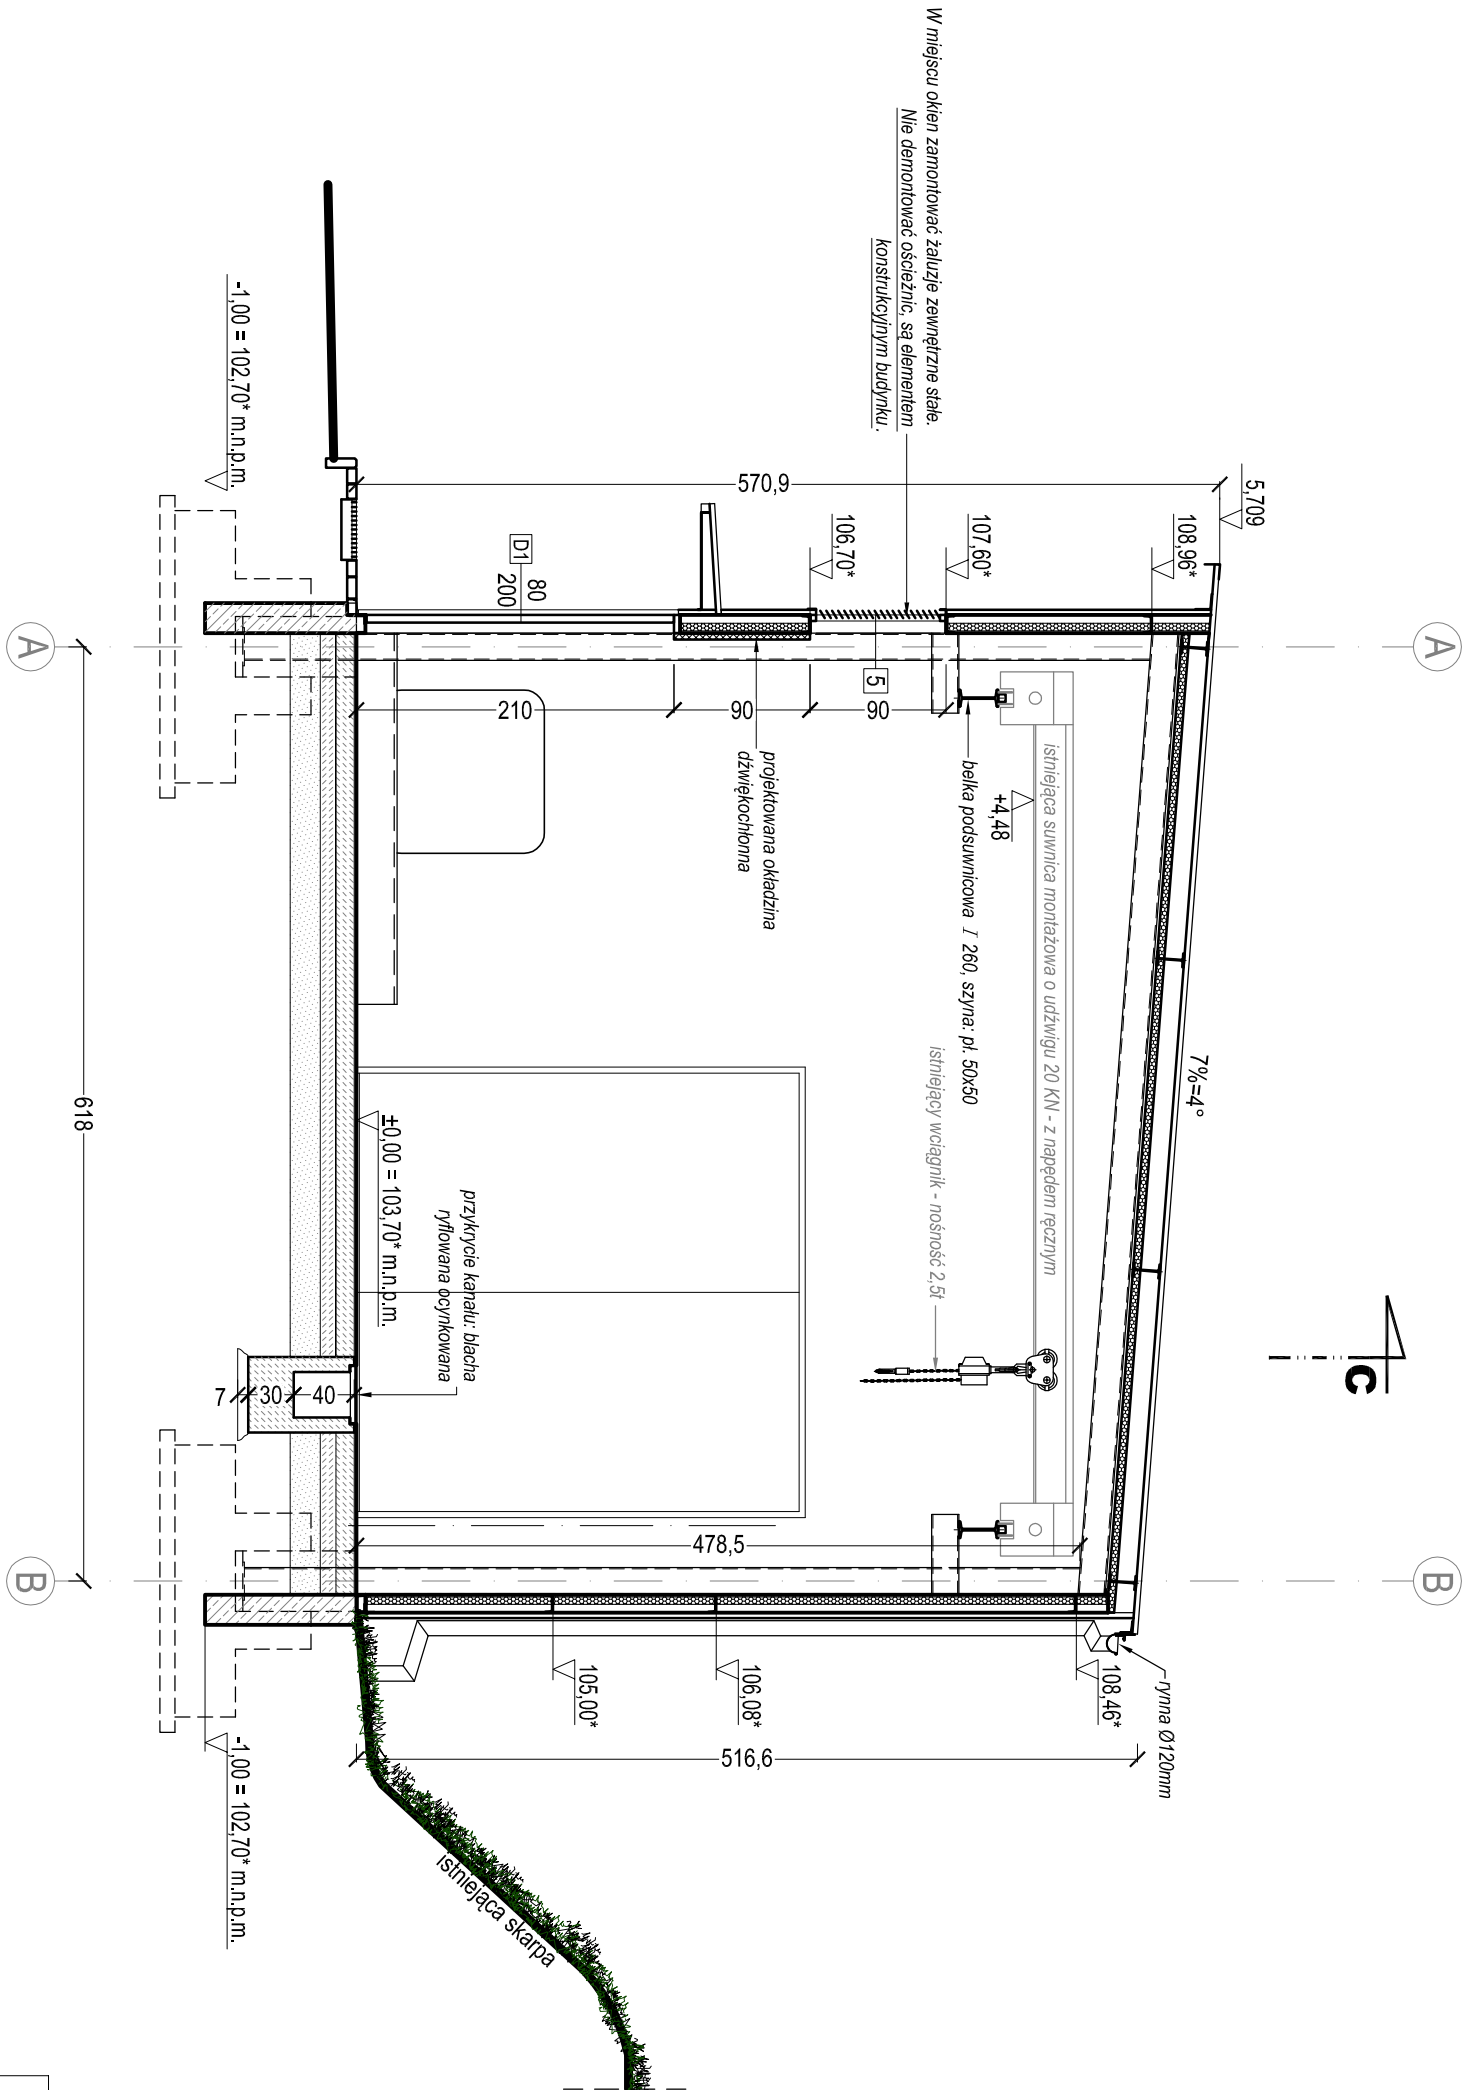 W miejscu okien zamontować żaluzje zewnętrzne stałe.
Nie demontować ościeżnic, są elementem
konstrukcyjnym budynku.
5,709
108,96*
107,60*
106,70*
570,9
5
D1
80
200
210
90
90
A
A
B
B
C
7%=4°
istniejąca suwnica montażowa o udźwigu 20 KN - z napędem ręcznym
+4,48
belka podsuwnicowa I 260, szyna: pł. 50x50
istniejący wciągnik - nośność 2,5t
projektowana okładzina
dźwiękochłonna
±0,00 = 103,70* m.n.p.m.
przykrycie kanału: blacha
ryflowana ocynkowana
40
30
7
478,5
618
-1,00 = 102,70* m.n.p.m.
-1,00 = 102,70* m.n.p.m.
rynna Ø120mm
108,46*
106,08*
105,00*
516,6
istniejąca skarpa